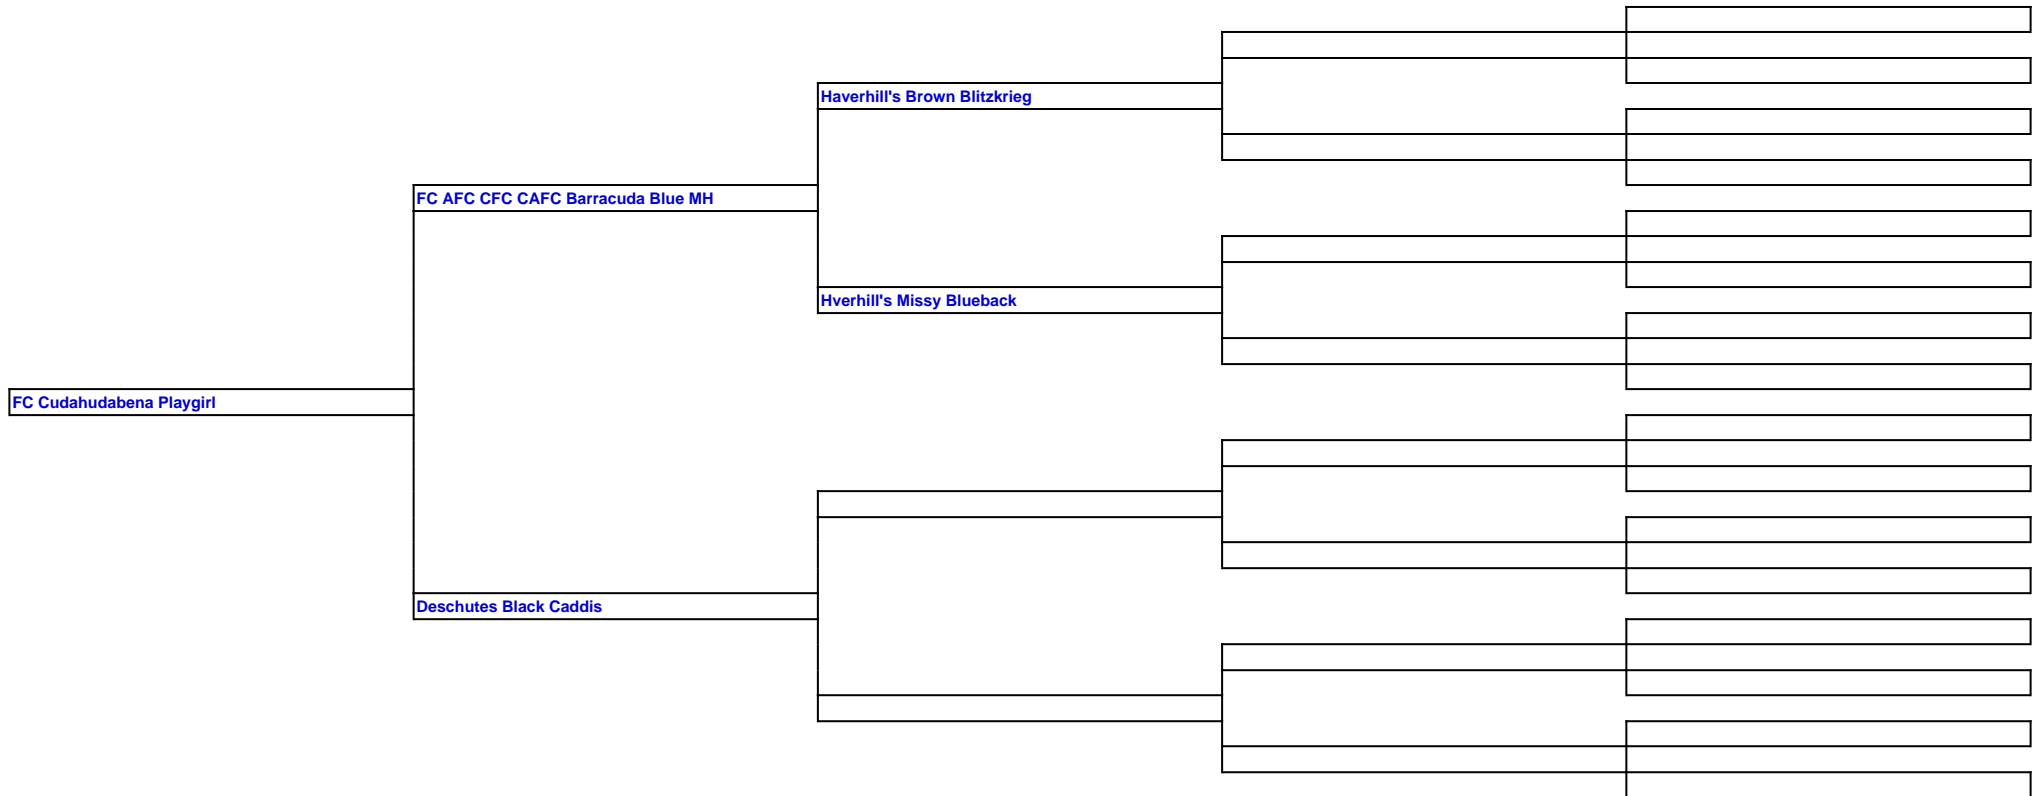 Haverhill's Brown Blitzkrieg
FC AFC CFC CAFC Barracuda Blue MH
Hverhill's Missy Blueback
FC Cudahudabena Playgirl
Deschutes Black Caddis